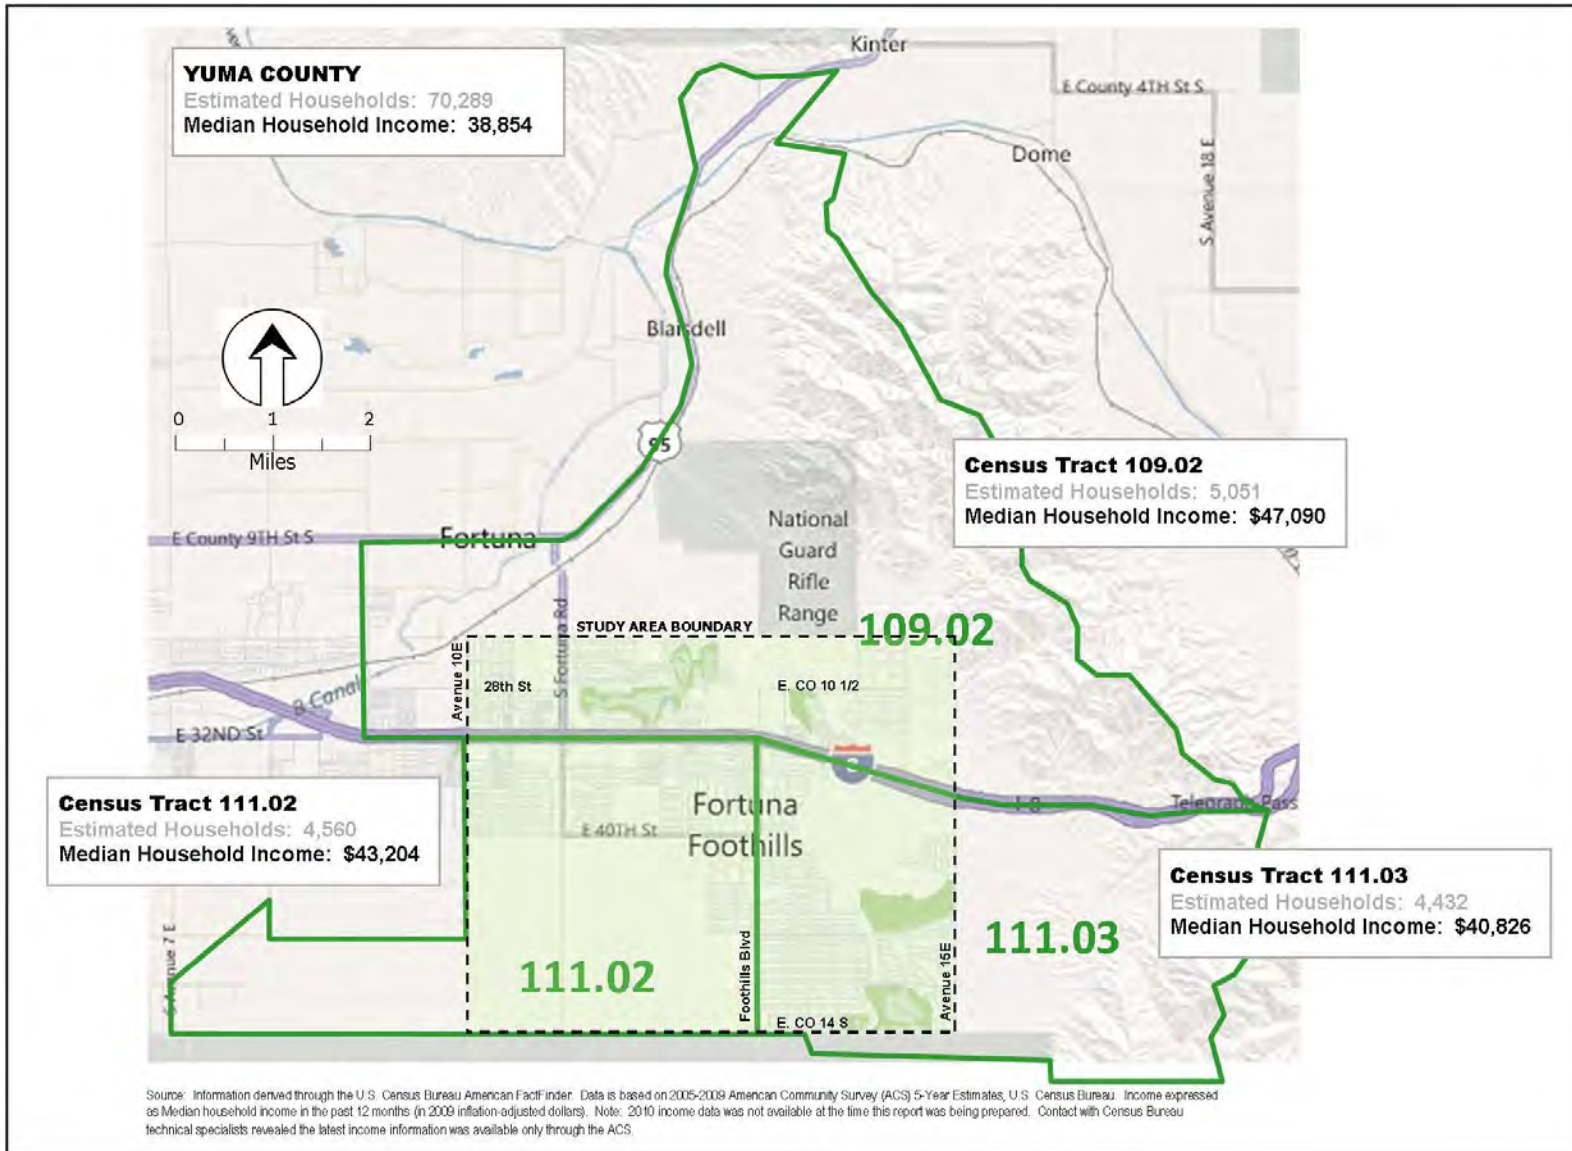 YUMA COUNTY
Estimated Households: 70,289
Median Household Income: 38,854
Kinter
E County 4TH St S
Dome
S Avenue 18 E
0 1 2
Miles
Blaisdell
95
Census Tract 109.02
Estimated Households: 5,051
Median Household Income: $47,090
E County 9TH St S
Fortuna
National
Guard
Rifle
Range
STUDY AREA BOUNDARY
109.02
Avenue 10E
28th St
S Fortuna Rd
E. CO 10 1/2
B Canal
E 32ND St
Census Tract 111.02
Estimated Households: 4,560
Median Household Income: $43,204
Fortuna
Foothills
E 40TH St
I-8
Telegraph Pass
Census Tract 111.03
Estimated Households: 4,432
Median Household Income: $40,826
S Avenue 7 E
111.02
Foothills Blvd
111.03
Avenue 15E
E. CO 14 S
Source: Information derived through the U.S. Census Bureau American FactFinder. Data is based on 2005-2009 American Community Survey (ACS) 5-Year Estimates, U.S. Census Bureau. Income expressed
as Median household income in the past 12 months (in 2009 inflation-adjusted dollars). Note: 2010 income data was not available at the time this report was being prepared. Contact with Census Bureau
technical specialists revealed the latest income information was available only through the ACS.